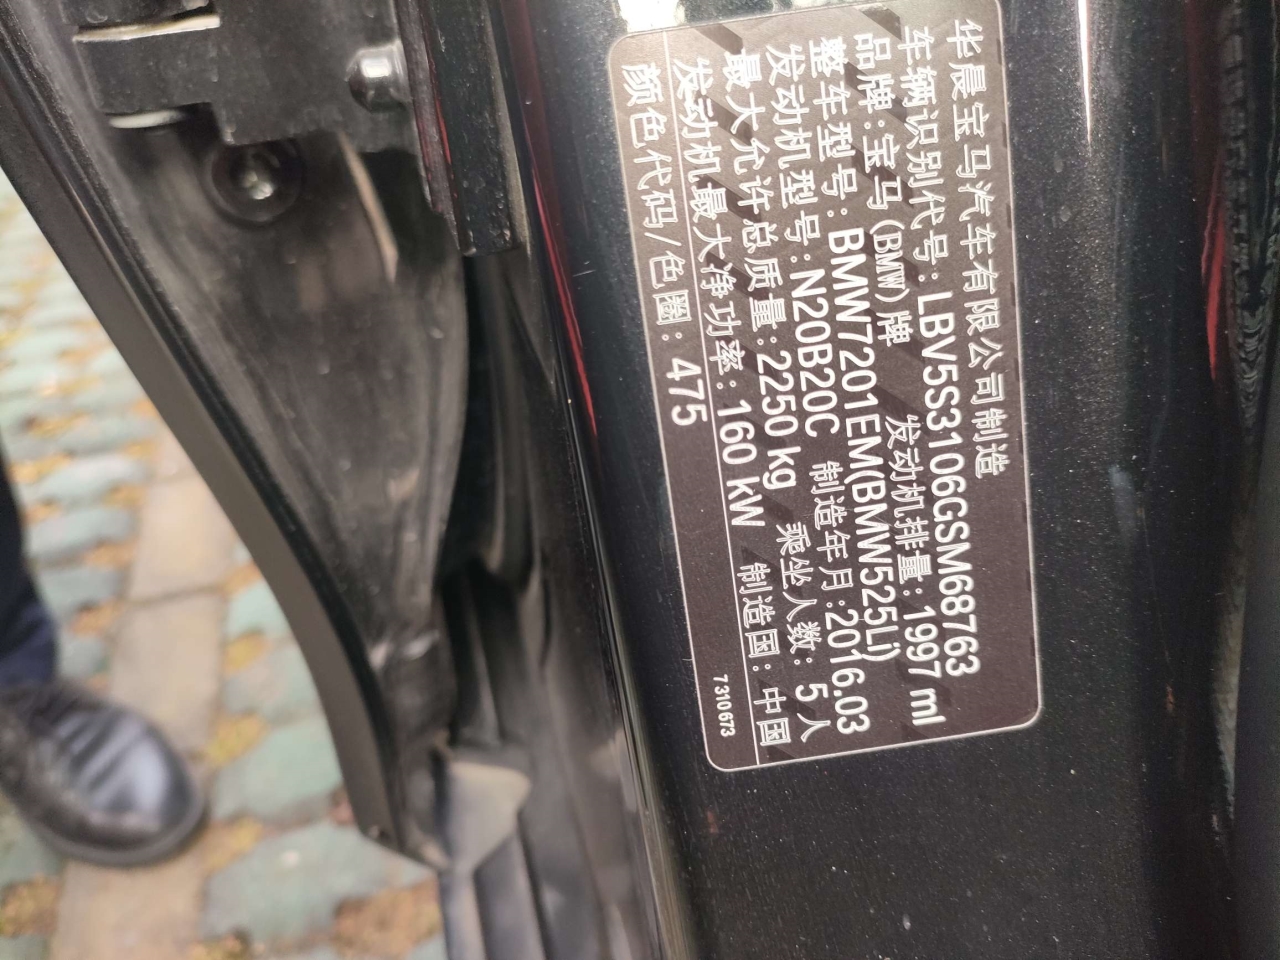 华晨宝马汽车有限公司制造
车辆识别代号:LBV5S3106GSM68763
品牌:宝马(BMW)牌 发动机排量:1997 ml
整车型号:BMW7201EM(BMW525Li)
发动机型号:N20B20C 制造年月:2016.03
最大允许总质量:2250 kg 乘坐人数:5人
发动机最大净功率:160 kW 制造国:中国
颜色代码/色圈:475 7 310 673